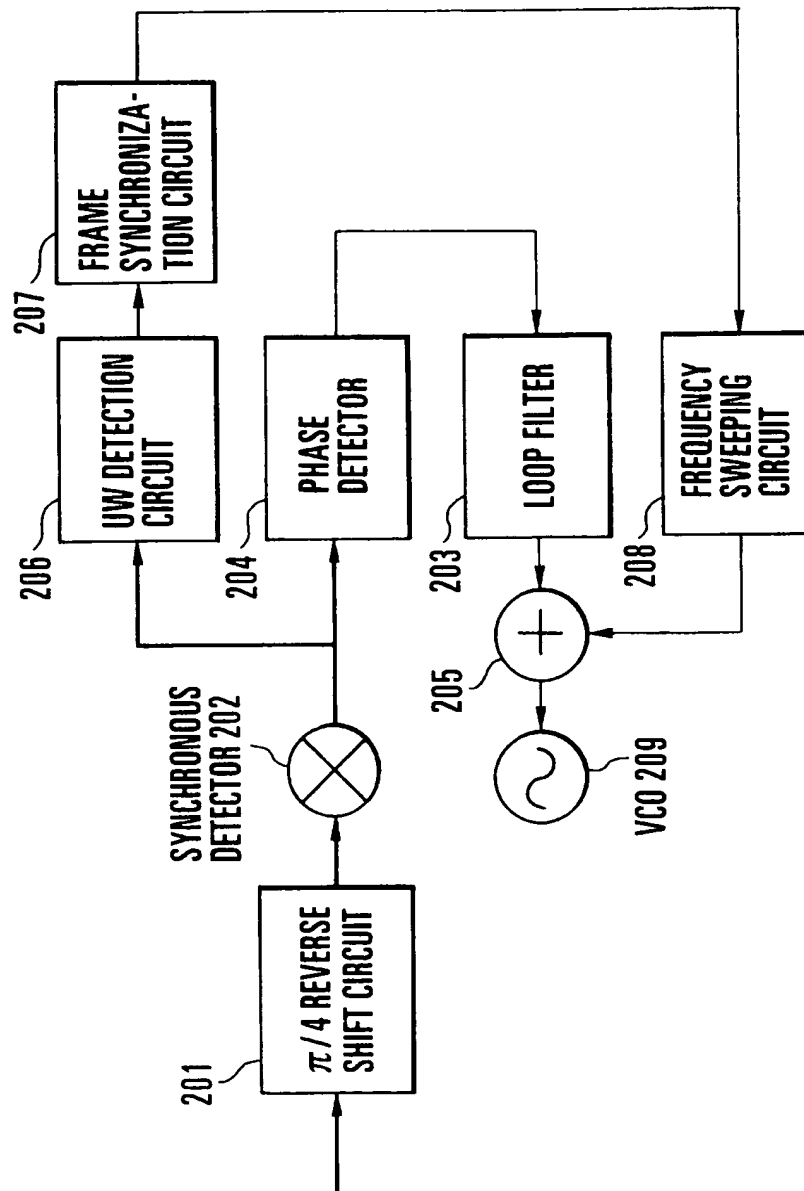 201
π/4 REVERSE
SHIFT CIRCUIT
SYNCHRONOUS
DETECTOR 202
206
UW DETECTION
CIRCUIT
207
FRAME
SYNCHRONIZA-
TION CIRCUIT
204
PHASE
DETECTOR
203
LOOP FILTER
205
VCO 209
208
FREQUENCY
SWEEPING
CIRCUIT